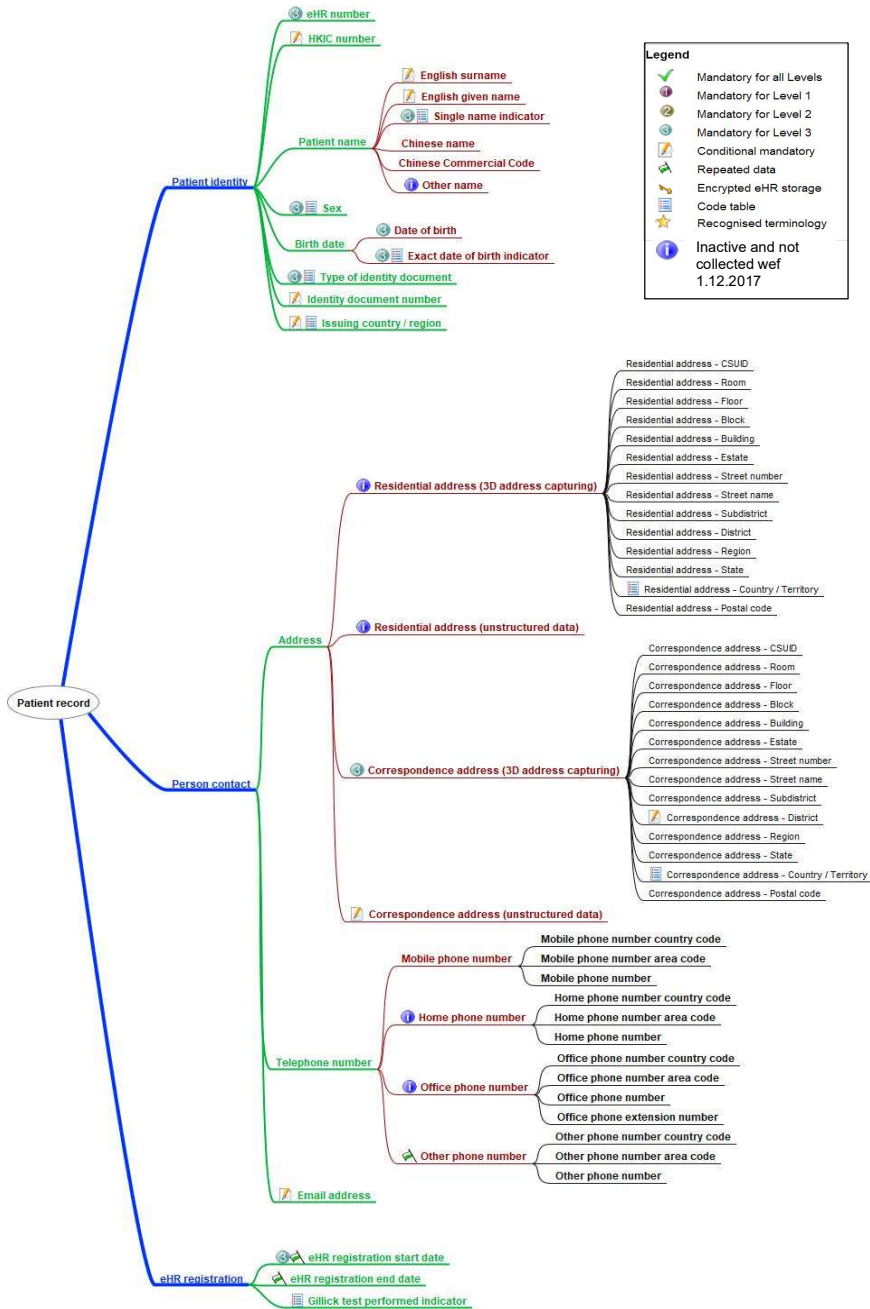 eHR number
HKIC number
English surname
English given name
Single name indicator
Patient name
Chinese name
Chinese Commercial Code
Other name
Patient identity
Sex
Date of birth
Birth date
Exact date of birth indicator
Type of identity document
Identity document number
Issuing country / region
Legend
Mandatory for all Levels
1 Mandatory for Level 1
2 Mandatory for Level 2
3 Mandatory for Level 3
Conditional mandatory
Repeated data
Encrypted eHR storage
Code table
Recognised terminology
i Inactive and not
collected wef
1.12.2017
Residential address - CSUID
Residential address - Room
Residential address - Floor
Residential address - Block
Residential address - Building
Residential address - Estate
Residential address (3D address capturing)
Residential address - Street number
Residential address - Street name
Residential address - Subdistrict
Residential address - District
Residential address - Region
Residential address - State
Residential address - Country / Territory
Residential address - Postal code
Residential address (unstructured data)
Address
Correspondence address - CSUID
Correspondence address - Room
Correspondence address - Floor
Correspondence address - Block
Correspondence address - Building
Correspondence address - Estate
Correspondence address (3D address capturing)
Correspondence address - Street number
Correspondence address - Street name
Correspondence address - Subdistrict
Correspondence address - District
Correspondence address - Region
Correspondence address - State
Correspondence address - Country / Territory
Correspondence address - Postal code
Correspondence address (unstructured data)
Patient record
Person contact
Mobile phone number
Mobile phone number country code
Mobile phone number area code
Mobile phone number
Home phone number
Home phone number country code
Home phone number area code
Home phone number
Telephone number
Office phone number
Office phone number country code
Office phone number area code
Office phone number
Office phone extension number
Other phone number
Other phone number country code
Other phone number area code
Other phone number
Email address
eHR registration
eHR registration start date
eHR registration end date
Gillick test performed indicator